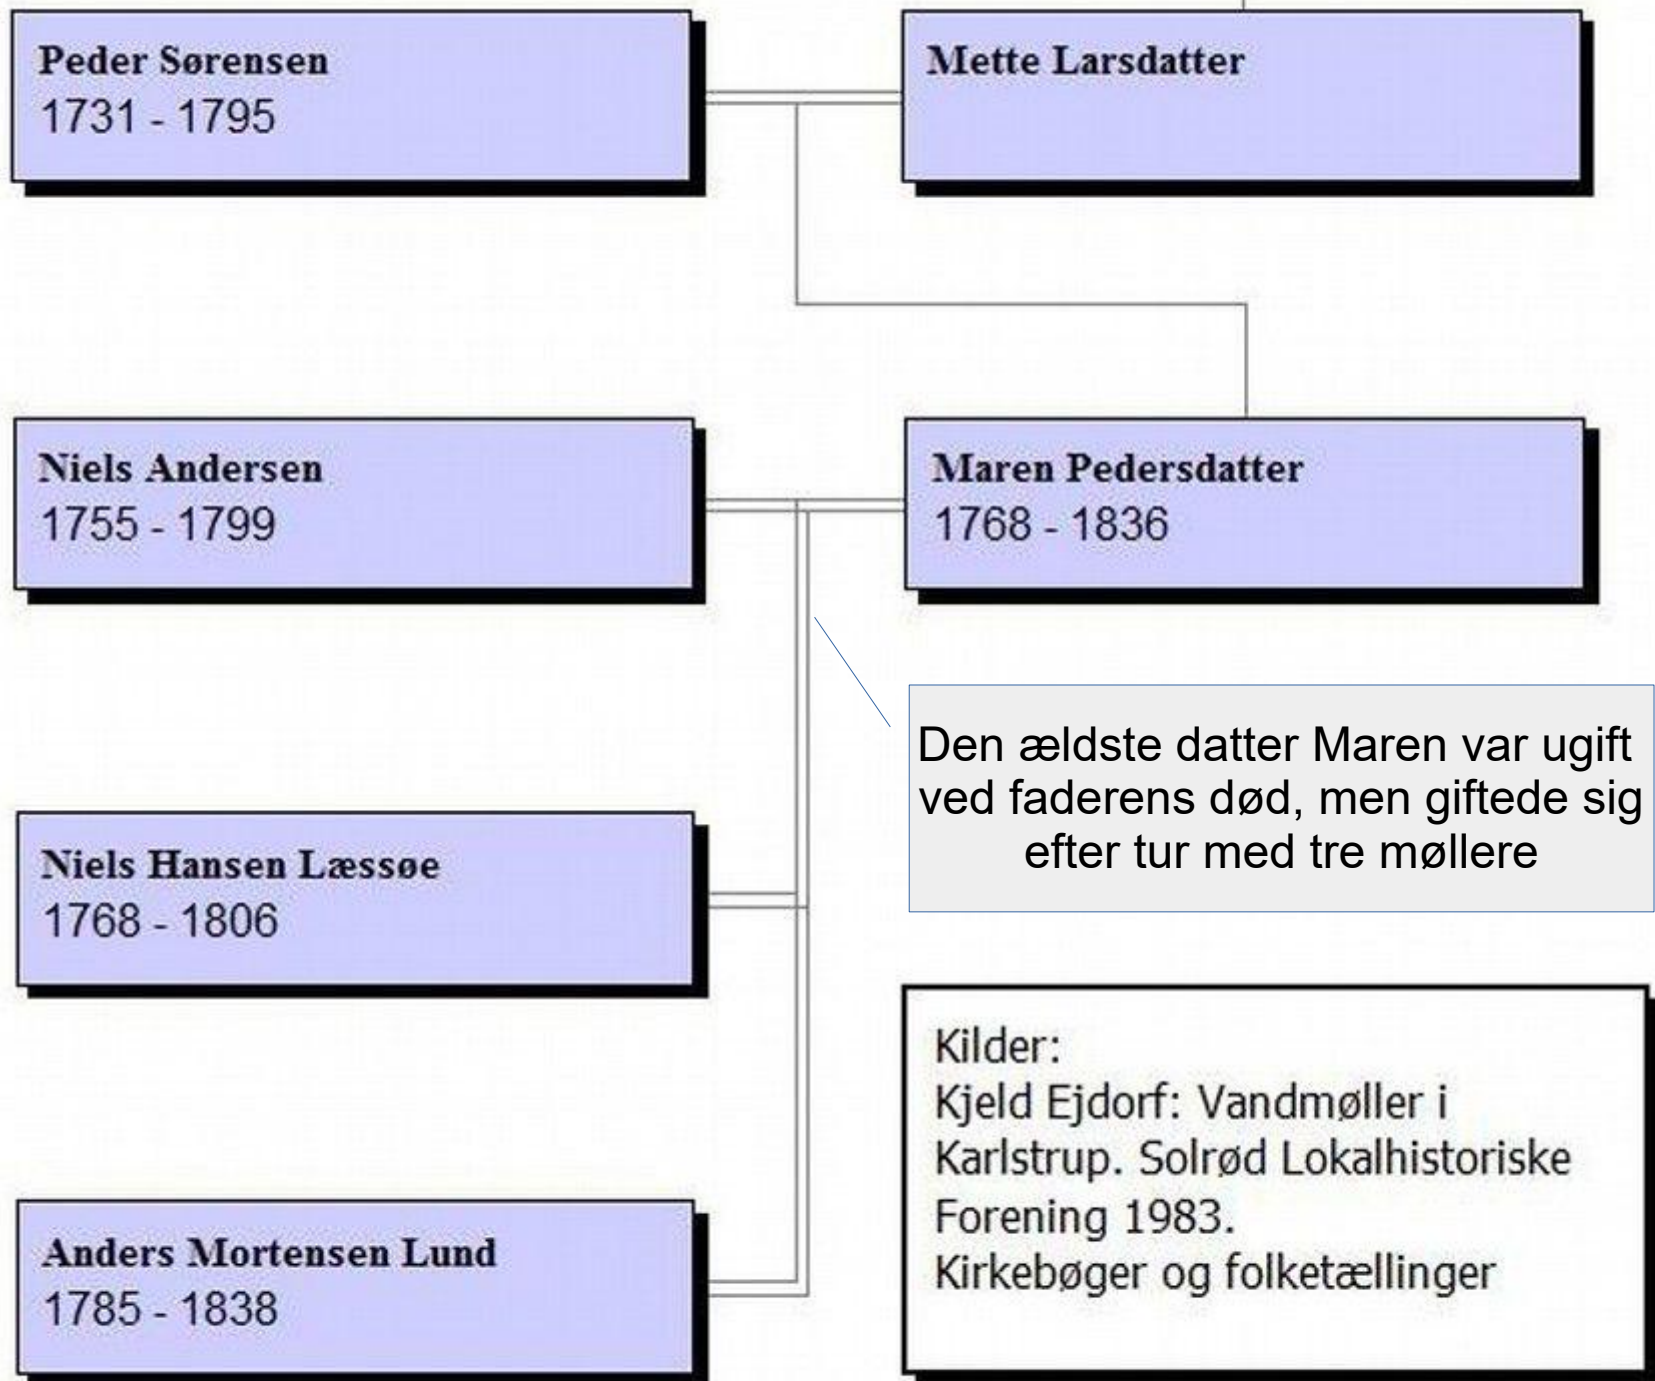 Peder Sørensen
1731 - 1795
Mette Larsdatter
Niels Andersen
1755 - 1799
Maren Pedersdatter
1768 - 1836
Den ældste datter Maren var ugift
ved faderens død, men giftede sig
efter tur med tre møllere
Niels Hansen Læssøe
1768 - 1806
Anders Mortensen Lund
1785 - 1838
Kilder:
Kjeld Ejdorf: Vandmøller i
Karlstrup. Solrød Lokalhistoriske
Forening 1983.
Kirkebøger og folketællinger